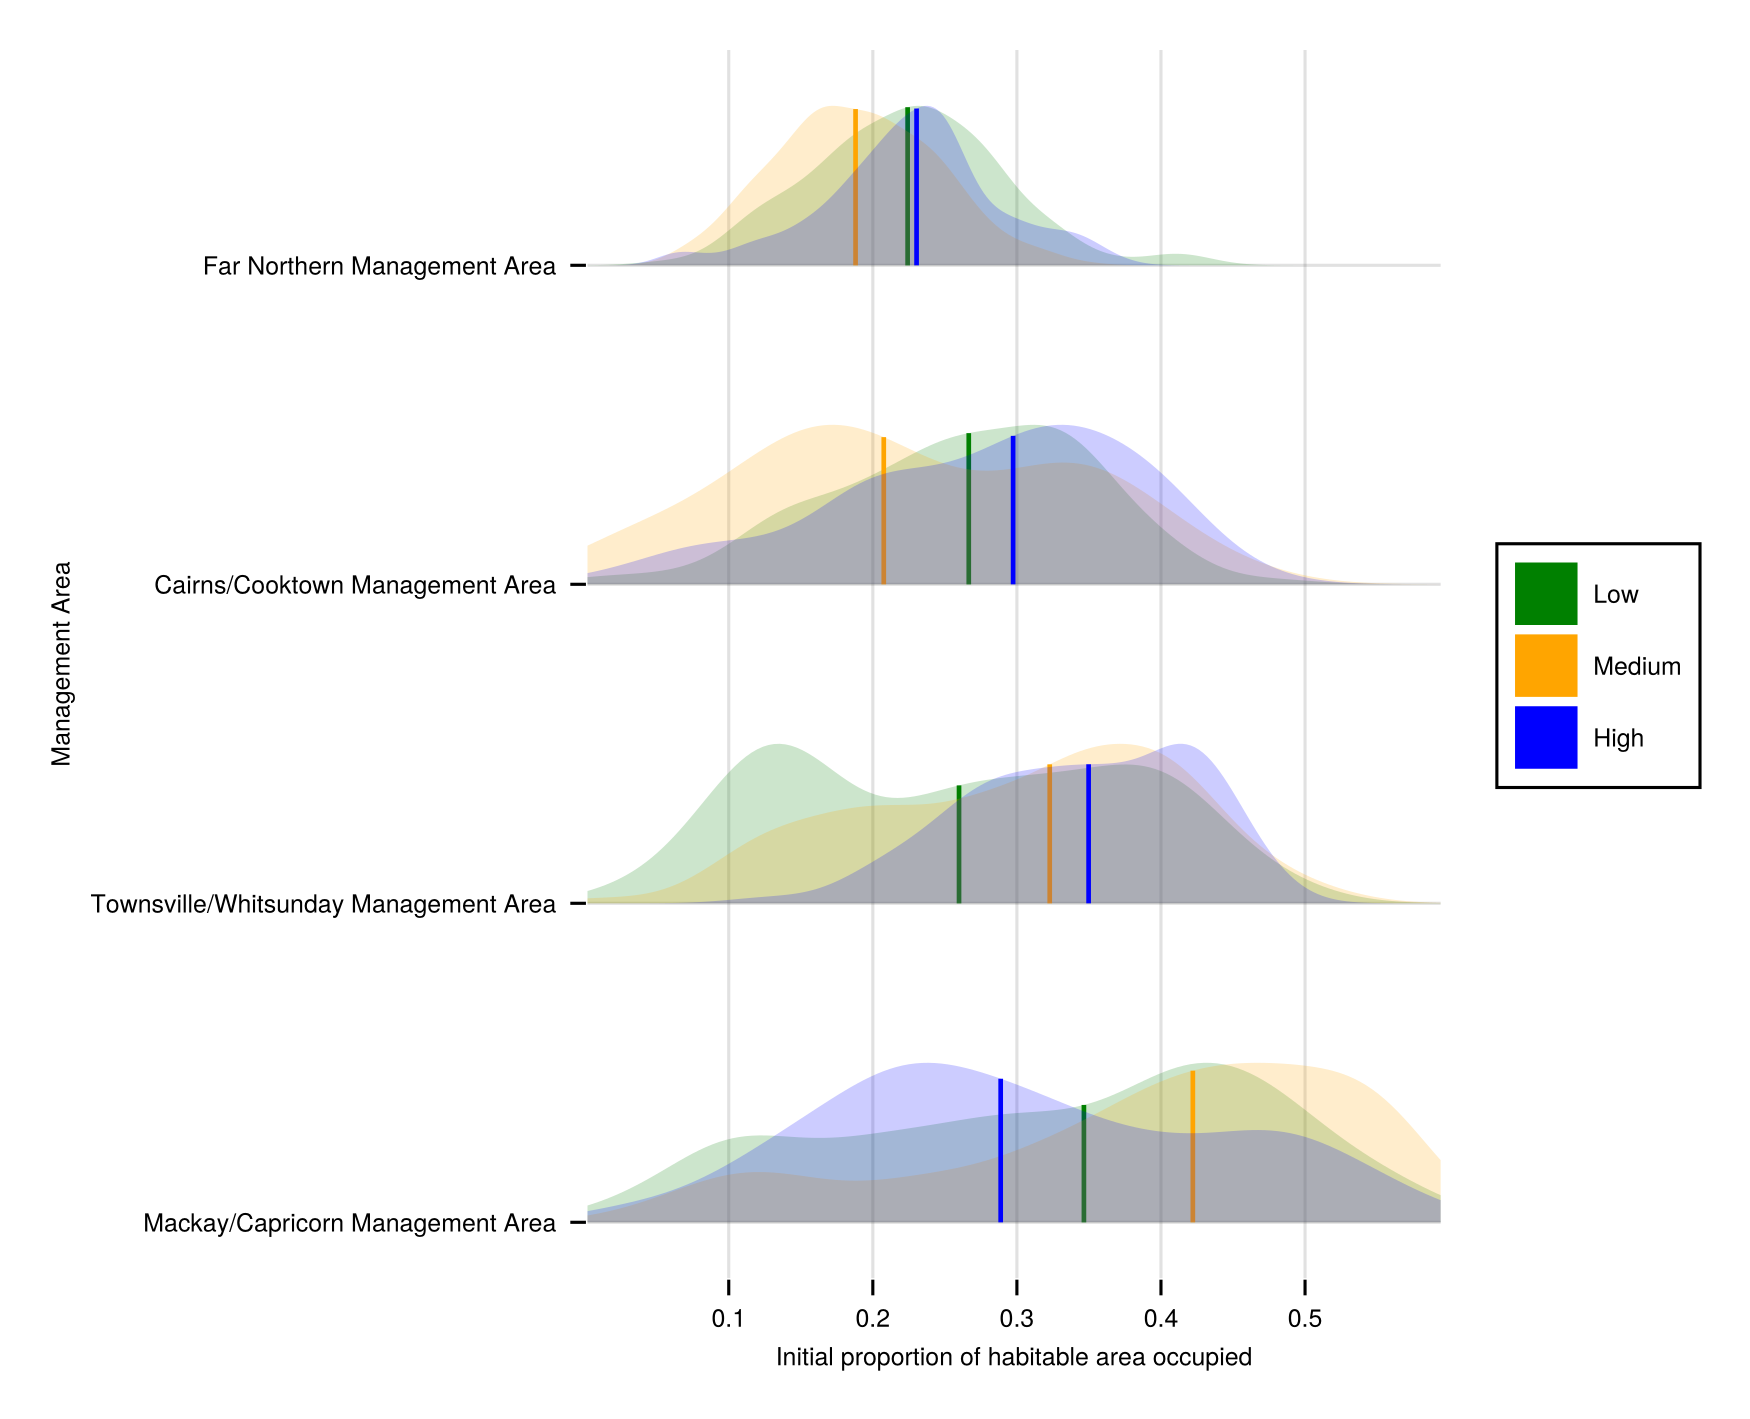 Far Northern Management Area
Cairns/Cooktown Management Area
Townsville/Whitsunday Management Area
Mackay/Capricorn Management Area
Management Area
0.1
0.2
0.3
0.4
0.5
Initial proportion of habitable area occupied
Low
Medium
High